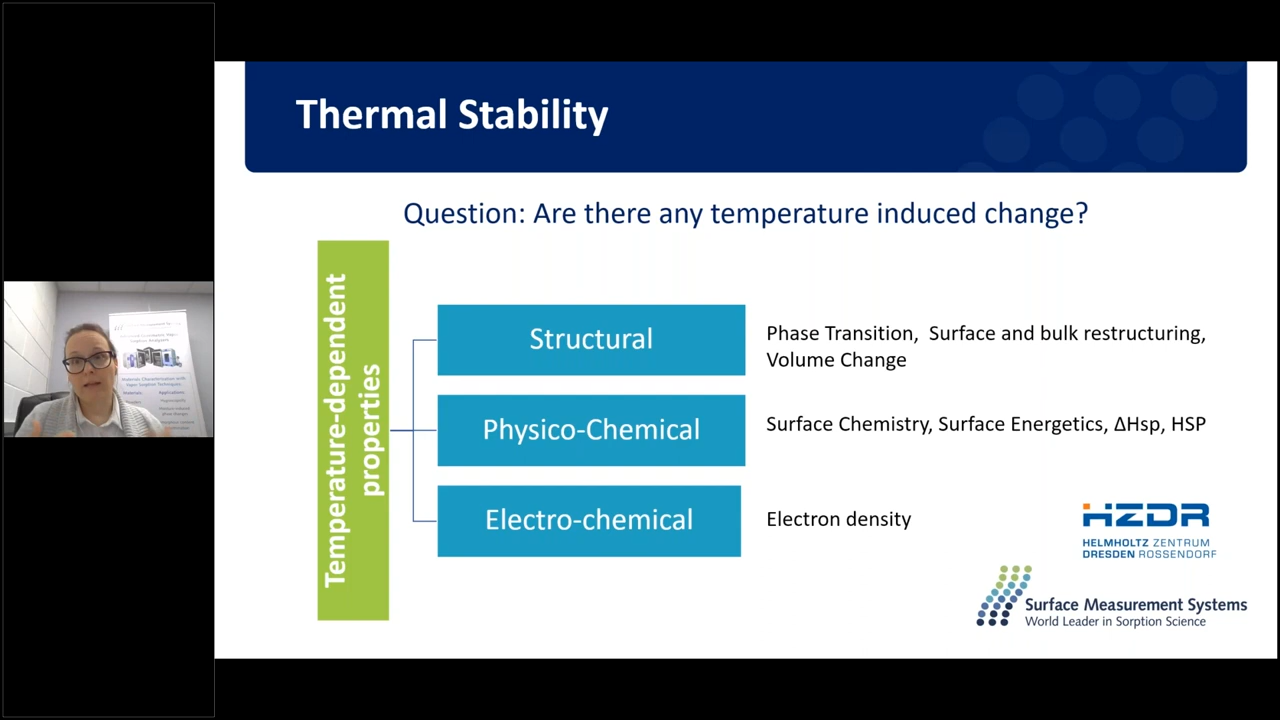 Thermal Stability
Question: Are there any temperature induced change?
Temperature-dependent
properties
Structural
Phase Transition, Surface and bulk restructuring,
Volume Change
Physico-Chemical
Surface Chemistry, Surface Energetics, ΔHsp, HSP
Electro-chemical
Electron density
HZDR
HELMHOLTZ ZENTRUM
DRESDEN ROSSENDORF
Surface Measurement Systems
World Leader in Sorption Science